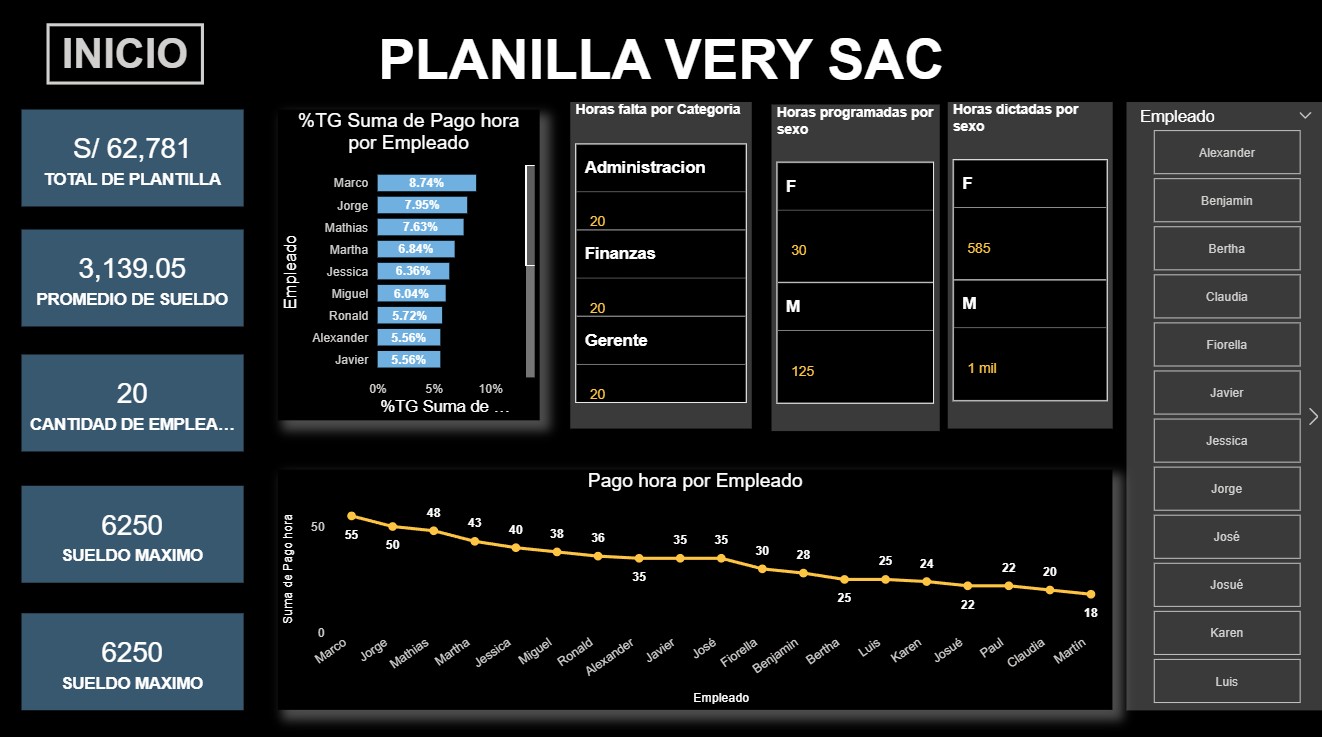 INICIO
PLANILLA VERY SAC
S/ 62,781
TOTAL DE PLANTILLA
3,139.05
PROMEDIO DE SUELDO
20
CANTIDAD DE EMPLEA…
6250
SUELDO MAXIMO
6250
SUELDO MAXIMO
%TG Suma de Pago hora
por Empleado
Empleado
Marco 8.74%
Jorge 7.95%
Mathias 7.63%
Martha 6.84%
Jessica 6.36%
Miguel 6.04%
Ronald 5.72%
Alexander 5.56%
Javier 5.56%
0% 5% 10%
%TG Suma de …
Horas falta por Categoria
Administracion
20
Finanzas
20
Gerente
20
Horas programadas por
sexo
F
30
M
125
Horas dictadas por
sexo
F
585
M
1 mil
Empleado
Alexander
Benjamin
Bertha
Claudia
Fiorella
Javier
Jessica
Jorge
José
Josué
Karen
Luis
Pago hora por Empleado
Suma de Pago hora
50
0
55 50 48 43 40 38 36 35 35 35 30 28 25 25 24 22 22 20 18
Marco Jorge Mathias Martha Jessica Miguel Ronald Alexander Javier José Fiorella Benjamin Bertha Luis Karen Josué Paul Claudia Martin
Empleado